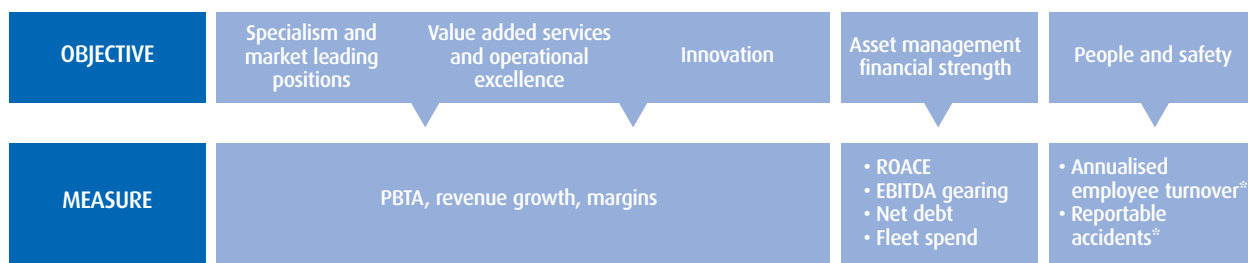 OBJECTIVE
Specialism and
market leading
positions
Value added services
and operational
excellence
Innovation
Asset management
financial strength
People and safety
MEASURE
PBTA, revenue growth, margins
• ROACE
• EBITDA gearing
• Net debt
• Fleet spend
• Annualised
employee turnover*
• Reportable
accidents*